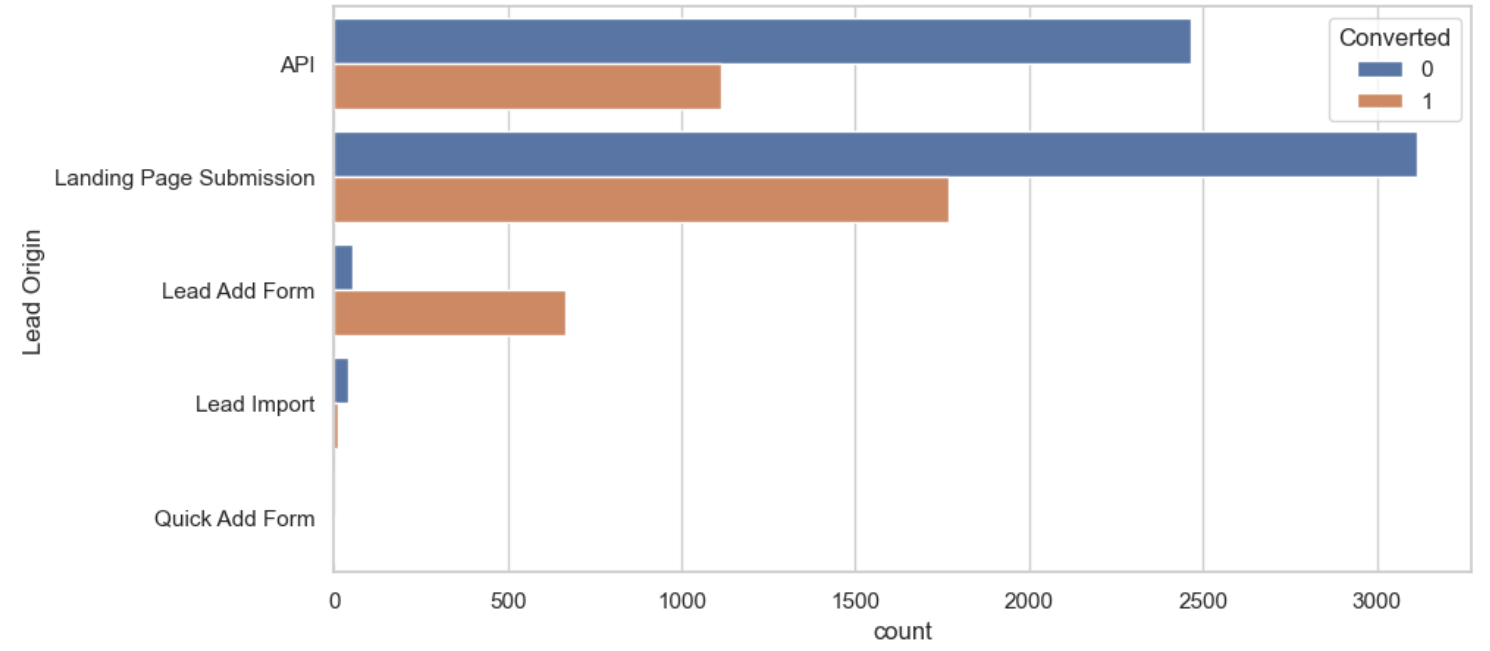 Converted
0
1
API
Landing Page Submission
Lead Add Form
Lead Import
Quick Add Form
Lead Origin
0 500 1000 1500 2000 2500 3000
count